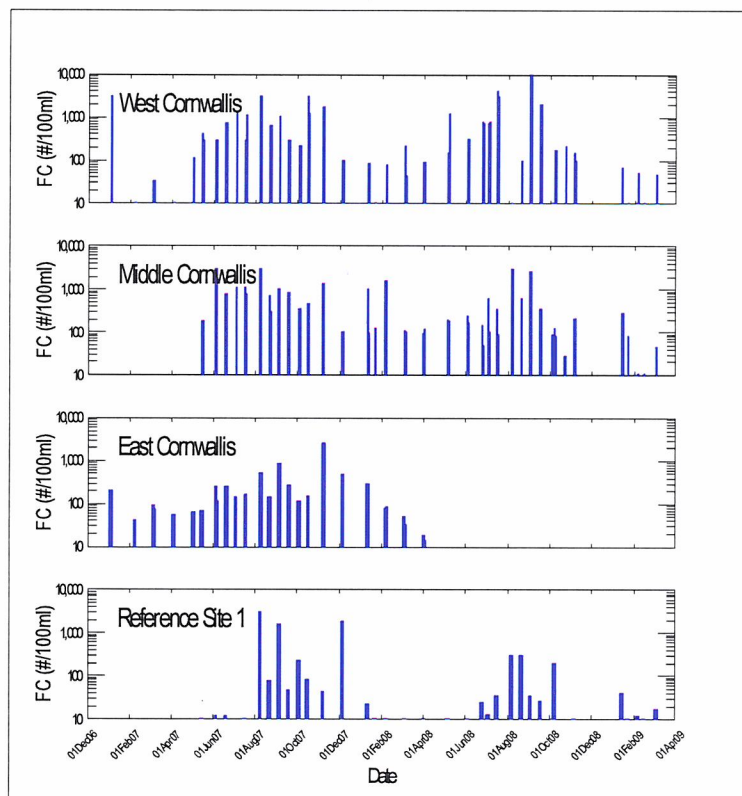 West Cornwallis
10,000
1,000
100
10
FC (#/100ml)
Middle Cornwallis
10,000
1,000
100
10
FC (#/100ml)
East Cornwallis
10,000
1,000
100
10
FC (#/100ml)
Reference Site 1
10,000
1,000
100
10
FC (#/100ml)
01Dec06 01Feb07 01Apr07 01Jun07 01Aug07 01Oct07 01Dec07 01Feb08 01Apr08 01Jun08 01Aug08 01Oct08 01Dec08 01Feb09 01Apr09
Date